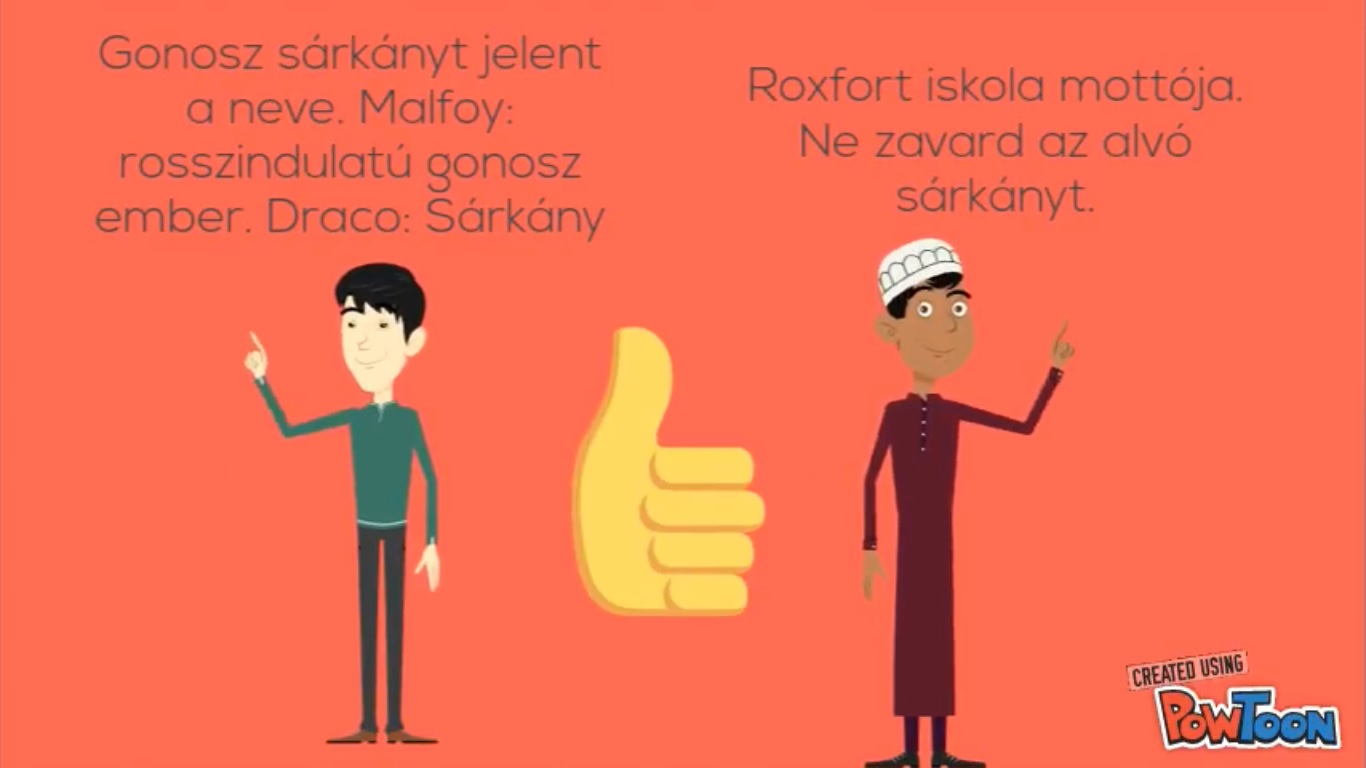 Gonosz sárkányt jelent
a neve. Malfoy:
rosszindulatú gonosz
ember. Draco: Sárkány
Roxfort iskola mottója.
Ne zavard az alvó
sárkányt.
CREATED USING
POWTOON